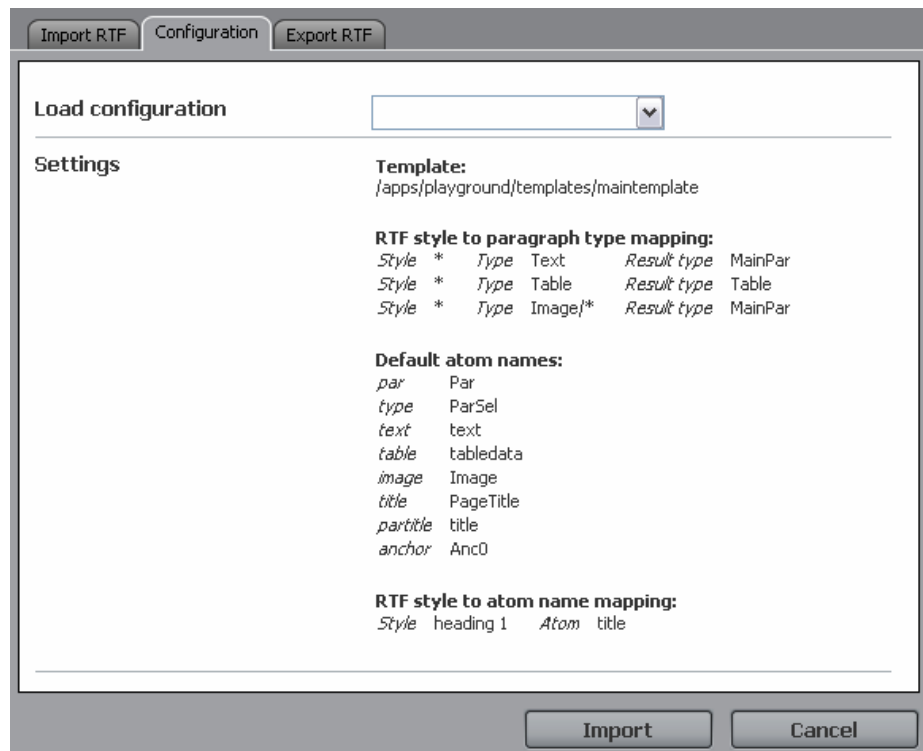 Import RTF Configuration Export RTF
Load configuration
Settings
Template:
/apps/playground/templates/maintemplate
RTF style to paragraph type mapping:
Style * Type Text Result type MainPar
Style * Type Table Result type Table
Style * Type Image/* Result type MainPar
Default atom names:
par Par
type ParSel
text text
table tabledata
image Image
title PageTitle
partitle title
anchor Anc0
RTF style to atom name mapping:
Style heading 1 Atom title
Import Cancel